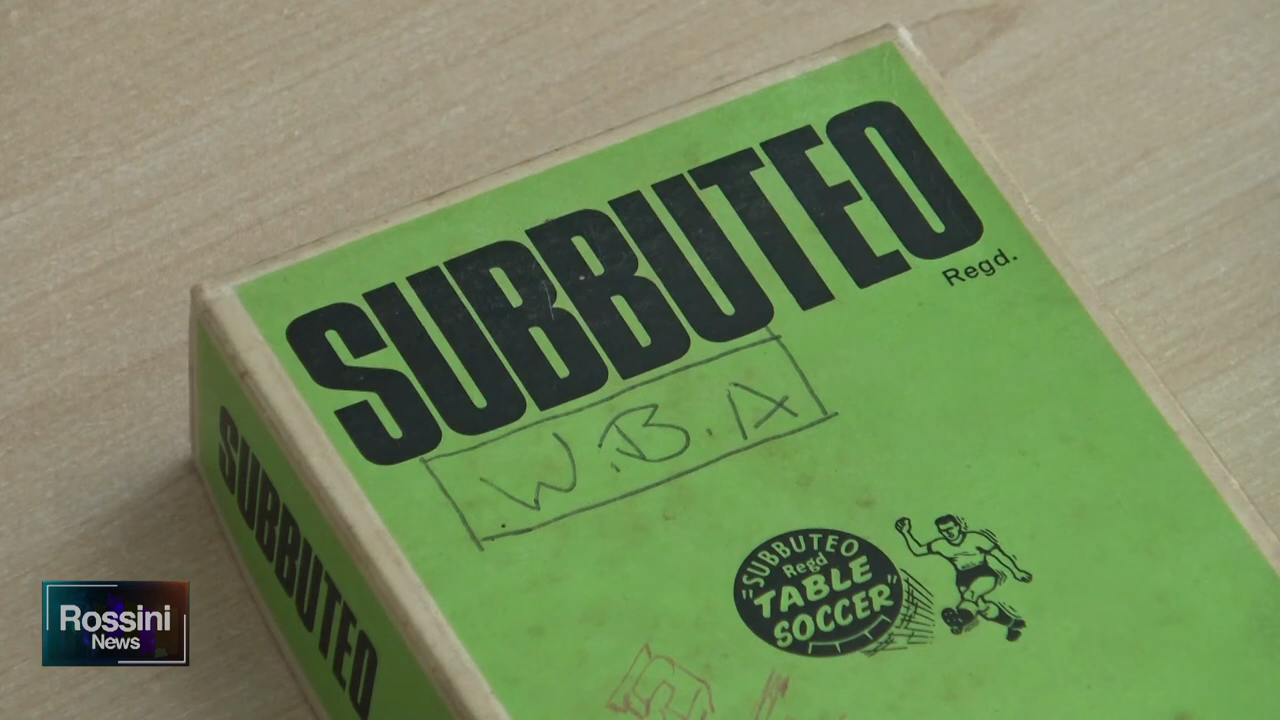 SUBBUTEO
Regd.
W.B.A
"SUBBUTEO
Regd
TABLE
SOCCER"
SUBBUTEO
Rossini
News